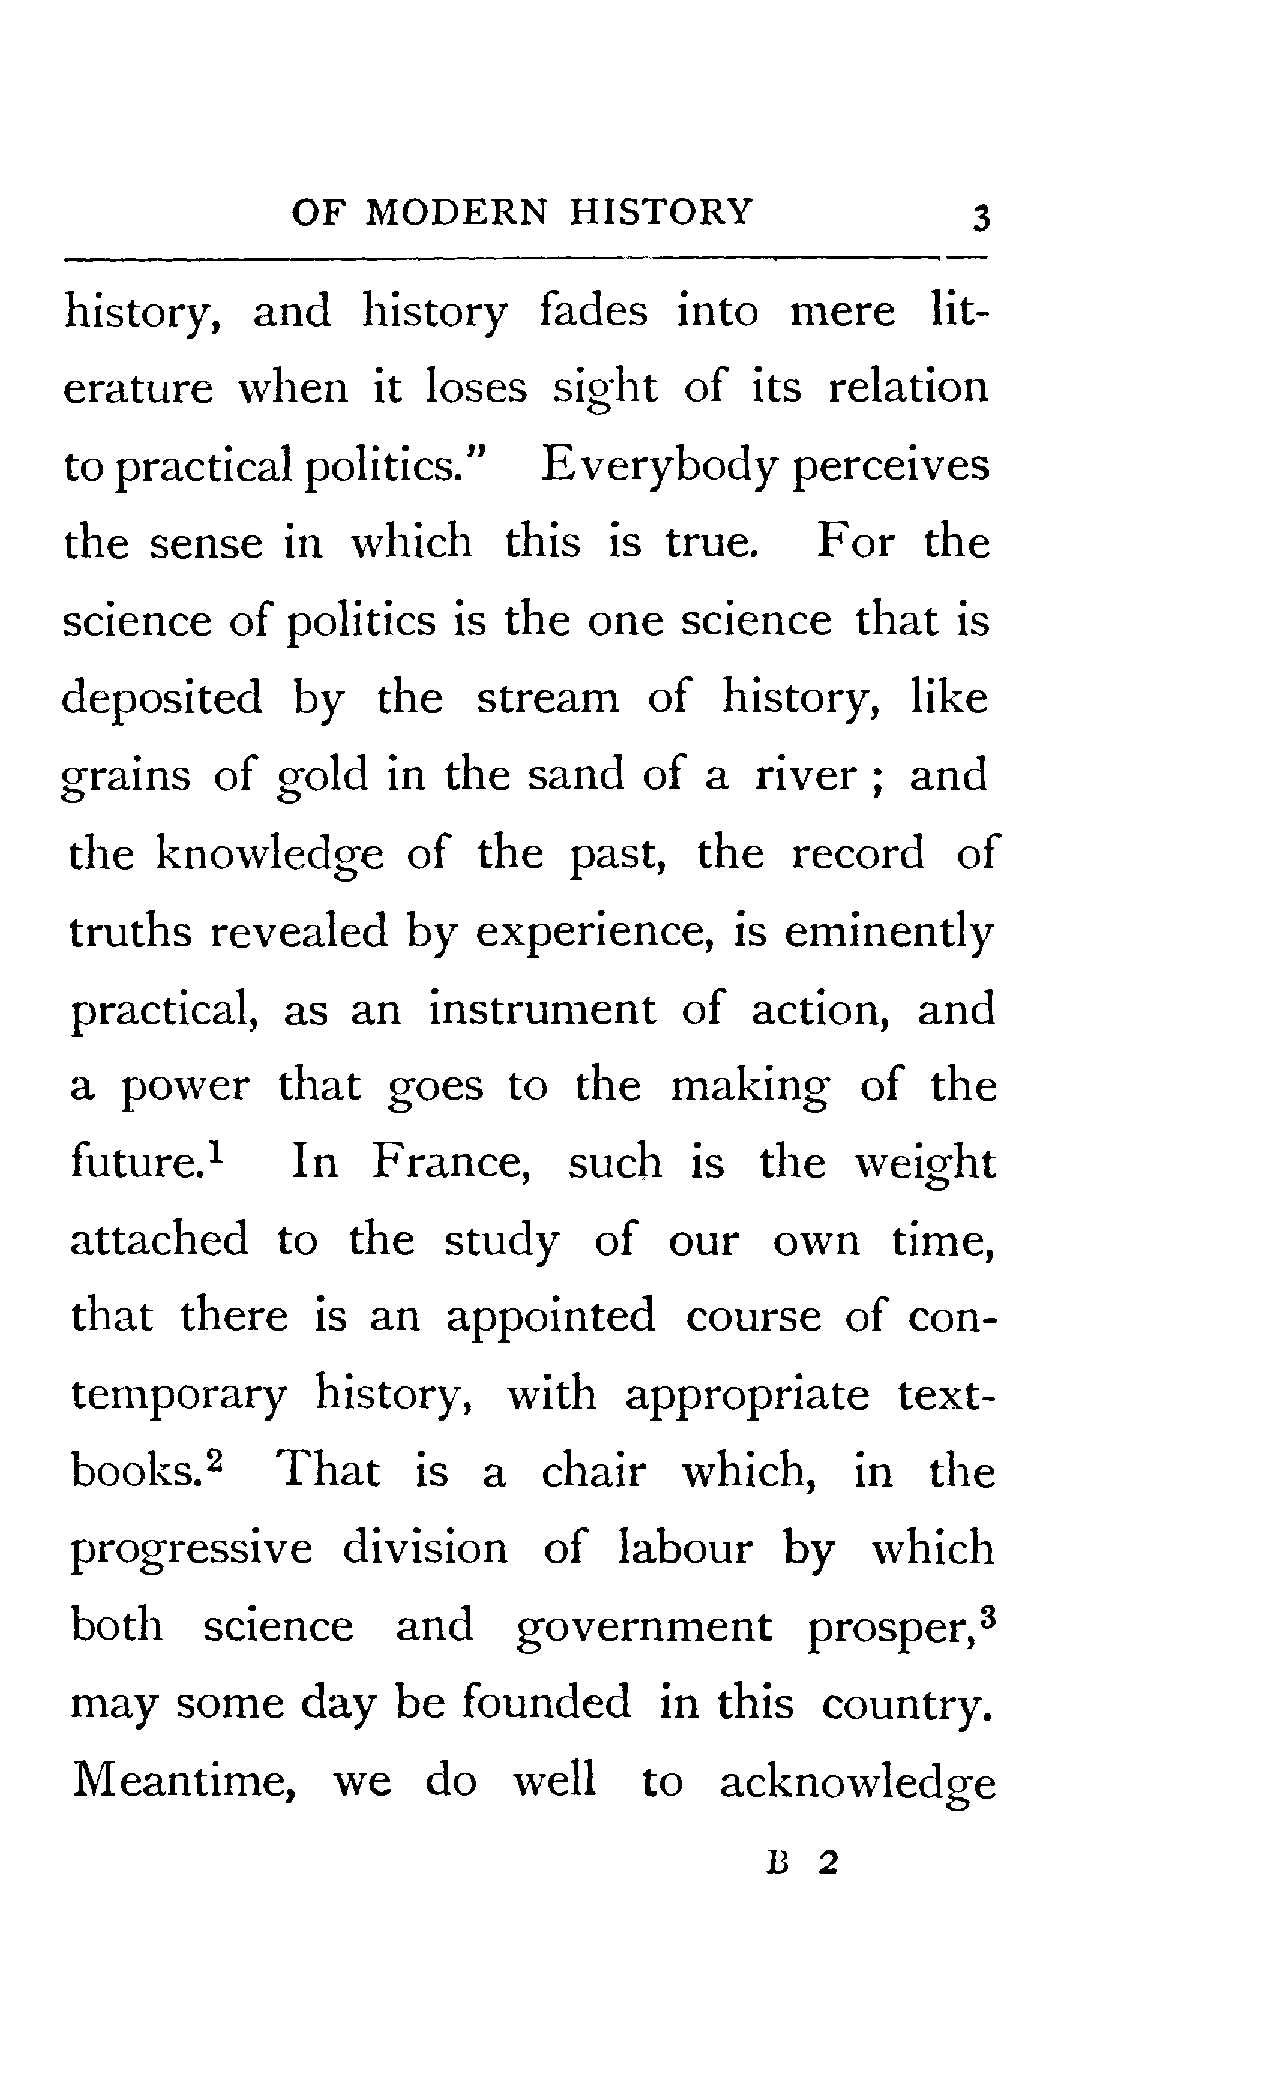 OF MODERN HISTORY 3
history, and history fades into mere lit-
erature when it loses sight of its relation
to practical politics.” Everybody perceives
the sense in which this is true. For the
science of politics is the one science that is
deposited by the stream of history, like
grains of gold in the sand of a river ; and
the knowledge of the past, the record of
truths revealed by experience, is eminently
practical, as an instrument of action, and
a power that goes to the making of the
future.¹ In France, such is the weight
attached to the study of our own time,
that there is an appointed course of con-
temporary history, with appropriate text-
books.² That is a chair which, in the
progressive division of labour by which
both science and government prosper,³
may some day be founded in this country.
Meantime, we do well to acknowledge
B 2